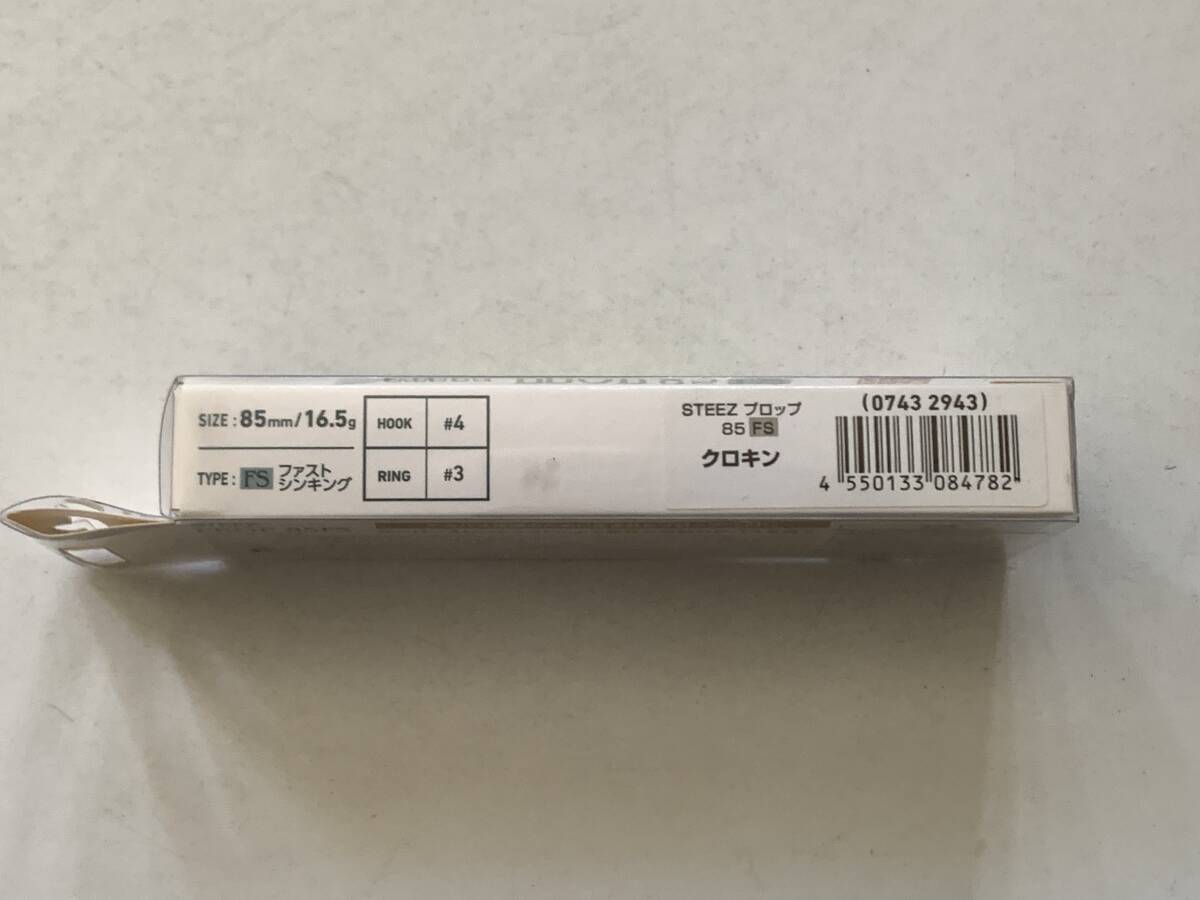 SIZE : 85mm/16.5g
TYPE : FS ファスト
シンキング
HOOK #4
RING #3
STEEZ プロップ
85 FS
クロキン
(0743 2943)
4 550133 084782